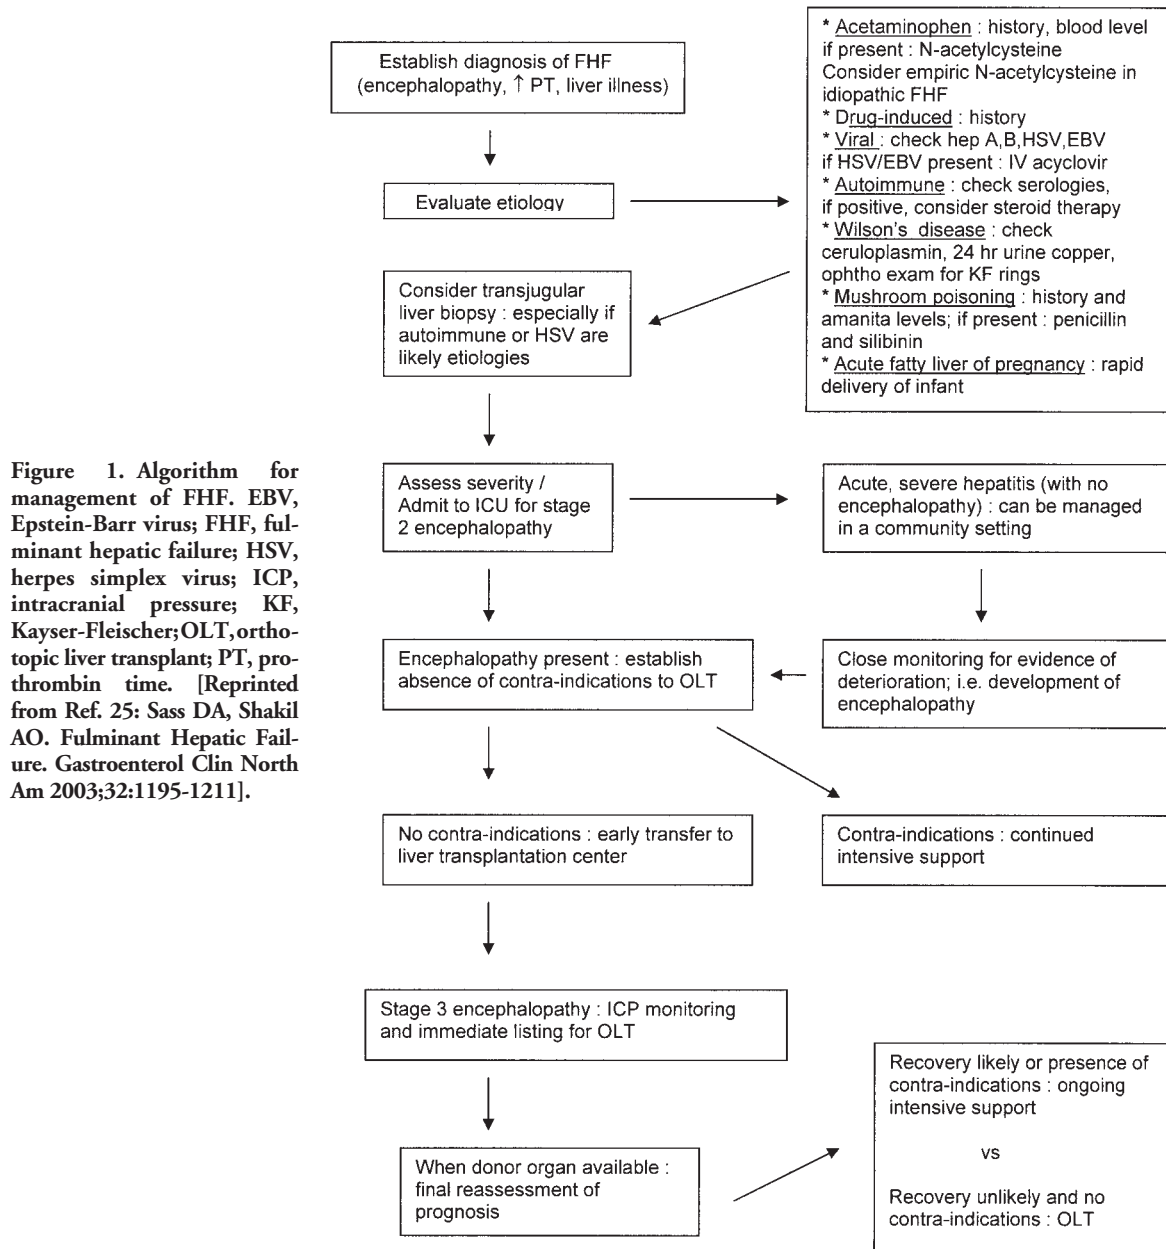 Establish diagnosis of FHF
(encephalopathy, ↑ PT, liver illness)
Evaluate etiology
* Acetaminophen : history, blood level
if present : N-acetylcysteine
Consider empiric N-acetylcysteine in
idiopathic FHF
* Drug-induced : history
* Viral : check hep A,B,HSV,EBV
if HSV/EBV present : IV acyclovir
* Autoimmune : check serologies,
if positive, consider steroid therapy
* Wilson's disease : check
ceruloplasmin, 24 hr urine copper,
ophtho exam for KF rings
* Mushroom poisoning : history and
amanita levels; if present : penicillin
and silibinin
* Acute fatty liver of pregnancy : rapid
delivery of infant
Consider transjugular
liver biopsy : especially if
autoimmune or HSV are
likely etiologies
Assess severity /
Admit to ICU for stage
2 encephalopathy
Acute, severe hepatitis (with no
encephalopathy) : can be managed
in a community setting
Encephalopathy present : establish
absence of contra-indications to OLT
Close monitoring for evidence of
deterioration; i.e. development of
encephalopathy
No contra-indications : early transfer to
liver transplantation center
Contra-indications : continued
intensive support
Stage 3 encephalopathy : ICP monitoring
and immediate listing for OLT
When donor organ available :
final reassessment of
prognosis
Recovery likely or presence of
contra-indications : ongoing
intensive support
vs
Recovery unlikely and no
contra-indications : OLT
Figure 1. Algorithm for
management of FHF. EBV,
Epstein-Barr virus; FHF, ful-
minant hepatic failure; HSV,
herpes simplex virus; ICP,
intracranial pressure; KF,
Kayser-Fleischer; OLT, ortho-
topic liver transplant; PT, pro-
thrombin time. [Reprinted
from Ref. 25: Sass DA, Shakil
AO. Fulminant Hepatic Fail-
ure. Gastroenterol Clin North
Am 2003;32:1195-1211].